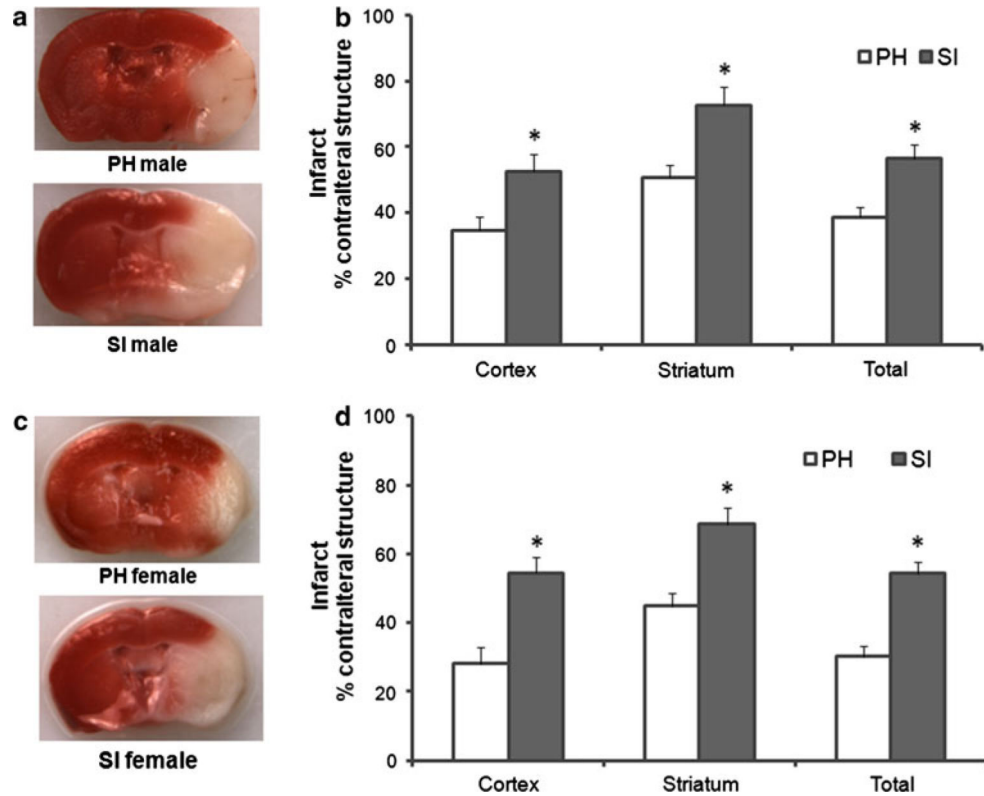 a
PH male
SI male
b
Infarct
% contralteral structure
100
80
60
40
20
0
PH SI
*
*
*
Cortex Striatum Total
c
PH female
SI female
d
Infarct
% contralteral structure
100
80
60
40
20
0
PH SI
*
*
*
Cortex Striatum Total